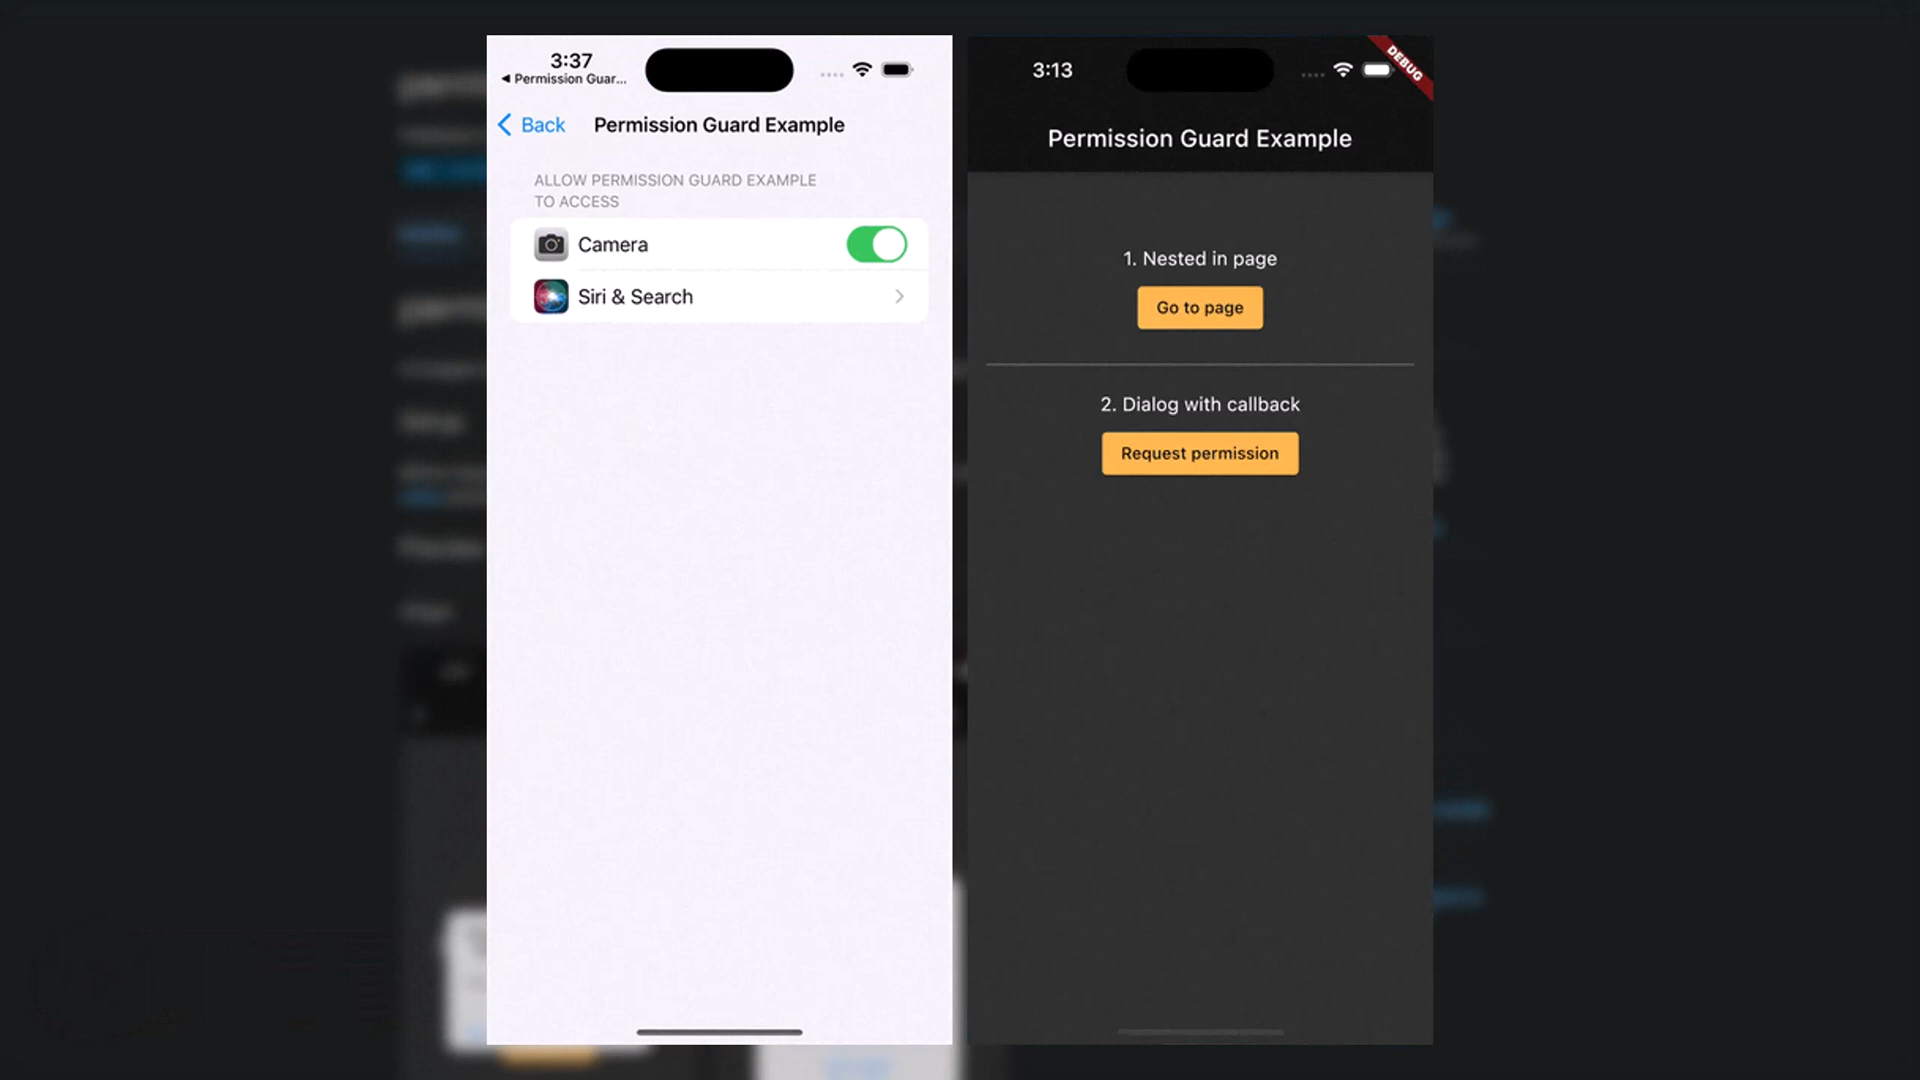 3:37
◀ Permission Guar...
Back
Permission Guard Example
ALLOW PERMISSION GUARD EXAMPLE
TO ACCESS
Camera
Siri & Search
3:13
DEBUG
Permission Guard Example
1. Nested in page
Go to page
2. Dialog with callback
Request permission